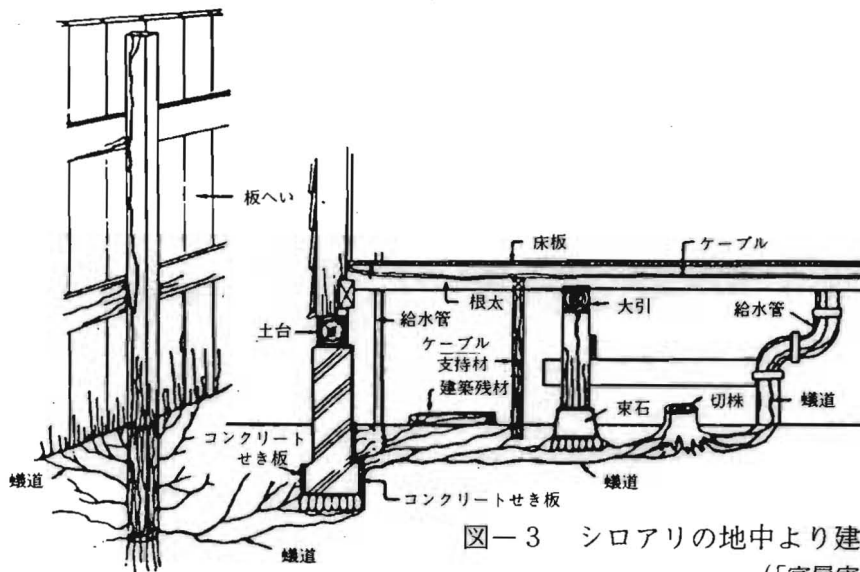 板へい
床板
ケーブル
根太
大引
給水管
土台
給水管
ケーブル
支持材
建築残材
切株
束石
蟻道
コンクリート
せき板
蟻道
コンクリートせき板
蟻道
蟻道
図－3 シロアリの地中より建